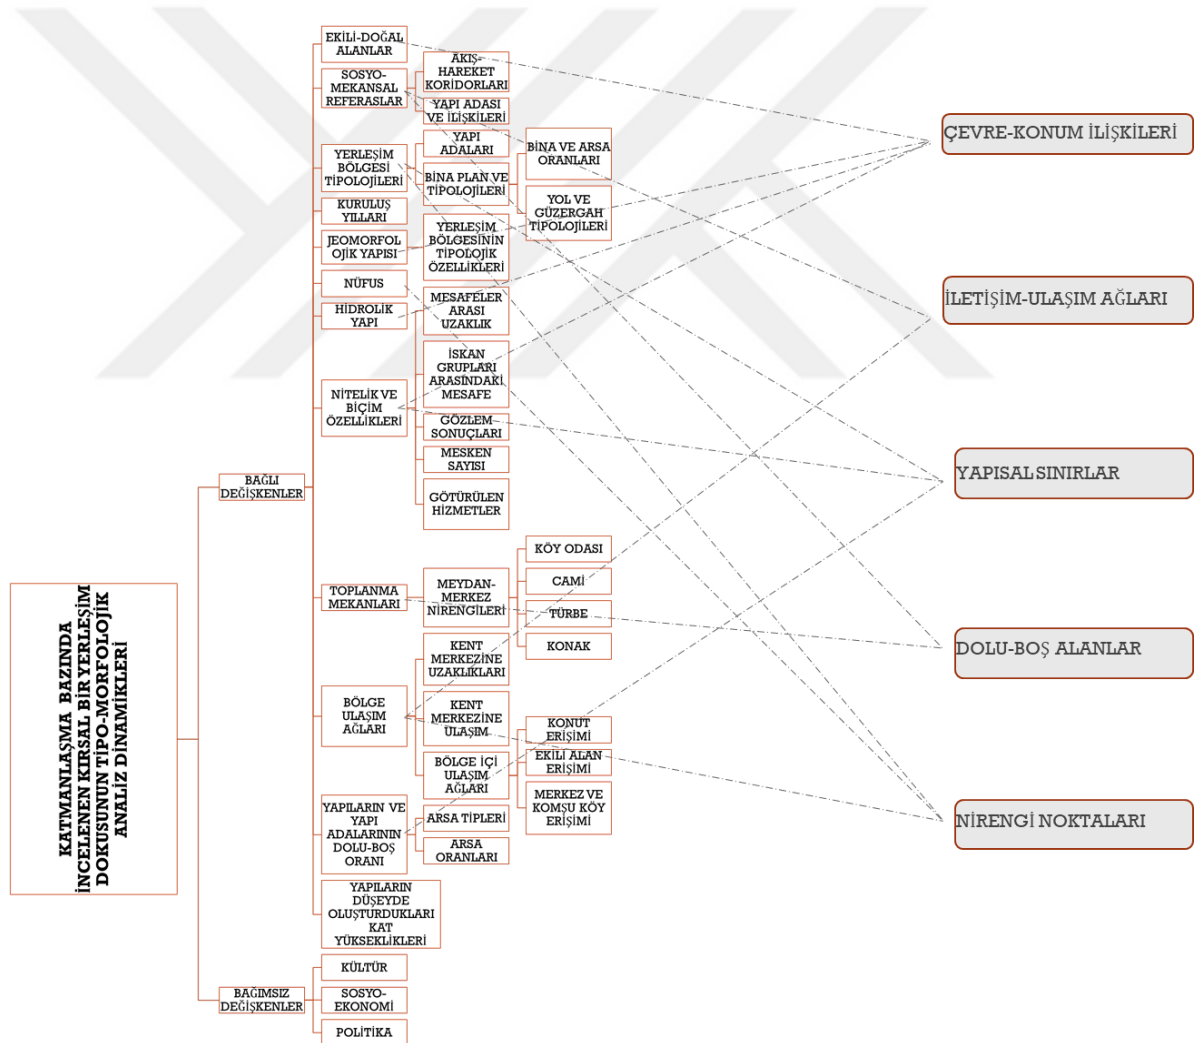 KATMANLAŞMA BAZINDA
İNCELENEN KIRSAL BİR YERLEŞİM
DOKUSUNUN TİPO-MORFOLOJİK
ANALİZ DİNAMİKLERİ
BAĞLI
DEĞİŞKENLER
EKİLİ-DOĞAL
ALANLAR
SOSYO-
MEKANSAL
REFERASLAR
AKIŞ-
HAREKET
KORİDORLARI
YAPI ADASI
VE İLİŞKİLERİ
YERLEŞİM
BÖLGESİ
TİPOLOJİLERİ
YAPI
ADALARI
BİNA PLAN VE
TİPOLOJİLERİ
BİNA VE ARSA
ORANLARI
YOL VE
GÜZERGAH
TİPOLOJİLERİ
KURULUŞ
YILLARI
JEOMORFOL
OJİK YAPISI
YERLEŞİM
BÖLGESİNİN
TİPOLOJİK
ÖZELLİKLERİ
NÜFUS
HİDROLİK
YAPI
NİTELİK VE
BİÇİM
ÖZELLİKLERİ
MESAFELER
ARASI
UZAKLIK
İSKAN
GRUPLARI
ARASINDAKİ
MESAFE
GÖZLEM
SONUÇLARI
MESKEN
SAYISI
GÖTÜRÜLEN
HİZMETLER
TOPLANMA
MEKANLARI
MEYDAN-
MERKEZ
NİRENGİLERİ
KÖY ODASI
CAMİ
TÜRBE
KONAK
BÖLGE
ULAŞIM
AĞLARI
KENT
MERKEZİNE
UZAKLIKLARI
KENT
MERKEZİNE
ULAŞIM
BÖLGE İÇİ
ULAŞIM
AĞLARI
KONUT
ERİŞİMİ
EKİLİ ALAN
ERİŞİMİ
MERKEZ VE
KOMŞU KÖY
ERİŞİMİ
YAPILARIN VE
YAPI
ADALARININ
DOLU-BOŞ
ORANI
ARSA TİPLERİ
ARSA
ORANLARI
YAPILARIN
DÜŞEYDE
OLUŞTURDUKLARI
KAT
YÜKSEKLİKLERİ
BAĞIMSIZ
DEĞİŞKENLER
KÜLTÜR
SOSYO-
EKONOMİ
POLİTİKA
ÇEVRE-KONUM İLİŞKİLERİ
İLETİŞİM-ULAŞIM AĞLARI
YAPISAL SINIRLAR
DOLU-BOŞ ALANLAR
NİRENGİ NOKTALARI